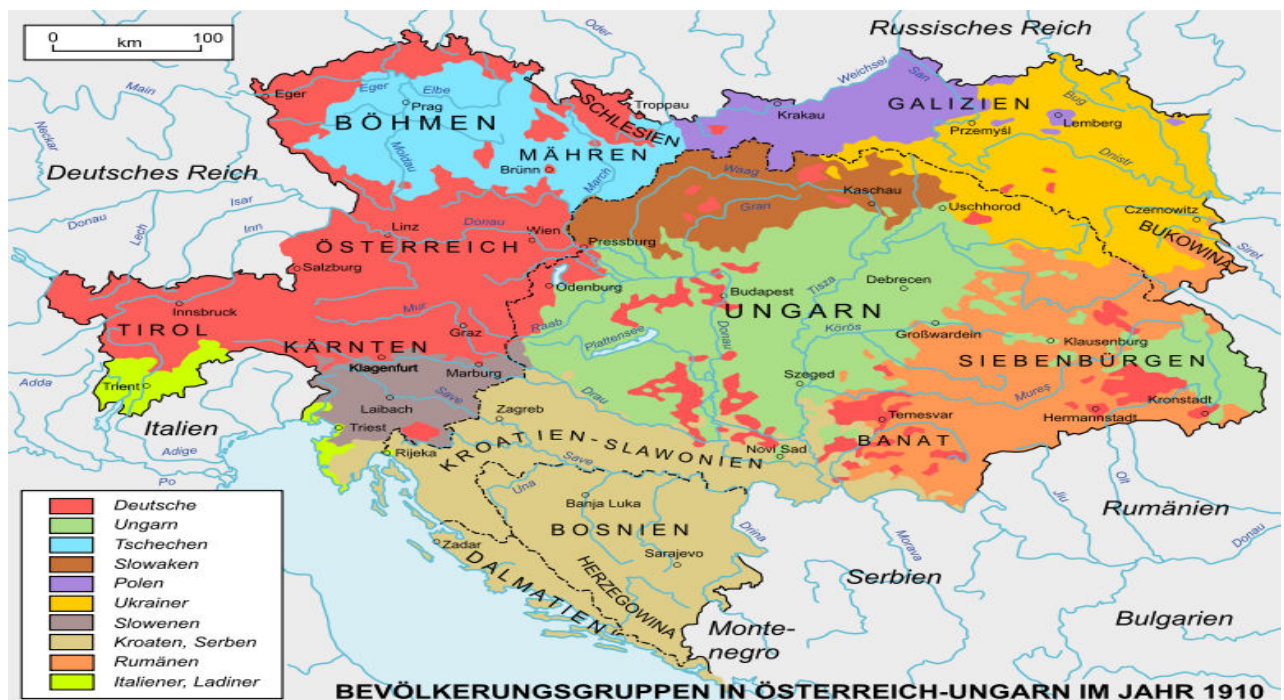 0 100
km
Russisches Reich
Oder
Weichsel
San
Main
Eger
Eger
Elbe
Prag
Troppau
SCHLESIEN
GALIZIEN
Krakau
Bug
Lemberg
Przemyśl
Neckar
BÖHMEN
Moldau
MÄHREN
Brünn
March
Dnistr
Deutsches Reich
Waag
Kaschau
Gran
Uschhorod
Czernowitz
BUKOWINA
Siret
Isar
Donau
Lech
Inn
Linz
Donau
Wien
ÖSTERREICH
Pressburg
Salzburg
Ödenburg
Budapest
Tisza
Debrecen
Innsbruck
TIROL
Mur
Graz
Raab
Plattensee
Donau
UNGARN
Körös
Großwardein
Klausenburg
KÄRNTEN
Klagenfurt
Marburg
SIEBENBÜRGEN
Adda
Trient
Laibach
Save
Drau
Szeged
Mureș
Kronstadt
Hermannstadt
Temesvar
BANAT
Italien
Triest
Zagreb
Rijeka
KROATIEN-SLAWONIEN
Novi Sad
Adige
Po
Save
Una
Banja Luka
BOSNIEN
Drina
Sarajevo
Zadar
DALMATIEN
HERZEGOWINA
Morava
Jiu
Olt
Rumänien
Donau
Serbien
Bulgarien
Monte-
negro
Deutsche
Ungarn
Tschechen
Slowaken
Polen
Ukrainer
Slowenen
Kroaten, Serben
Rumänen
Italiener, Ladiner
BEVÖLKERUNGSGRUPPEN IN ÖSTERREICH-UNGARN IM JAHR 1910